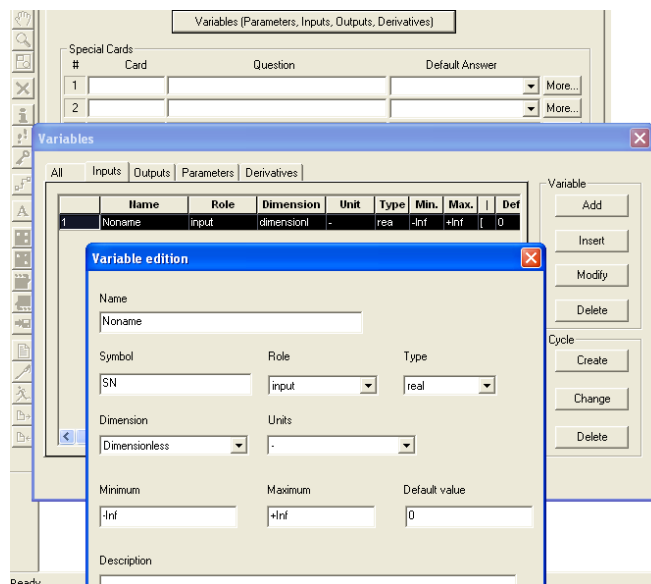 Variables (Parameters, Inputs, Outputs, Derivatives)
Special Cards
# Card Question Default Answer
1 More...
2 More...
Variables
All Inputs Outputs Parameters Derivatives
Variable
Name Role Dimension Unit Type Min. Max. | Def
1 Noname input dimensionl - rea -Inf +Inf [ 0
Add
Insert
Modify
Delete
Cycle
Create
Change
Delete
Variable edition
Name
Noname
Symbol Role Type
SN input real
Dimension Units
Dimensionless -
Minimum Maximum Default value
-Inf +Inf 0
Description
Ready